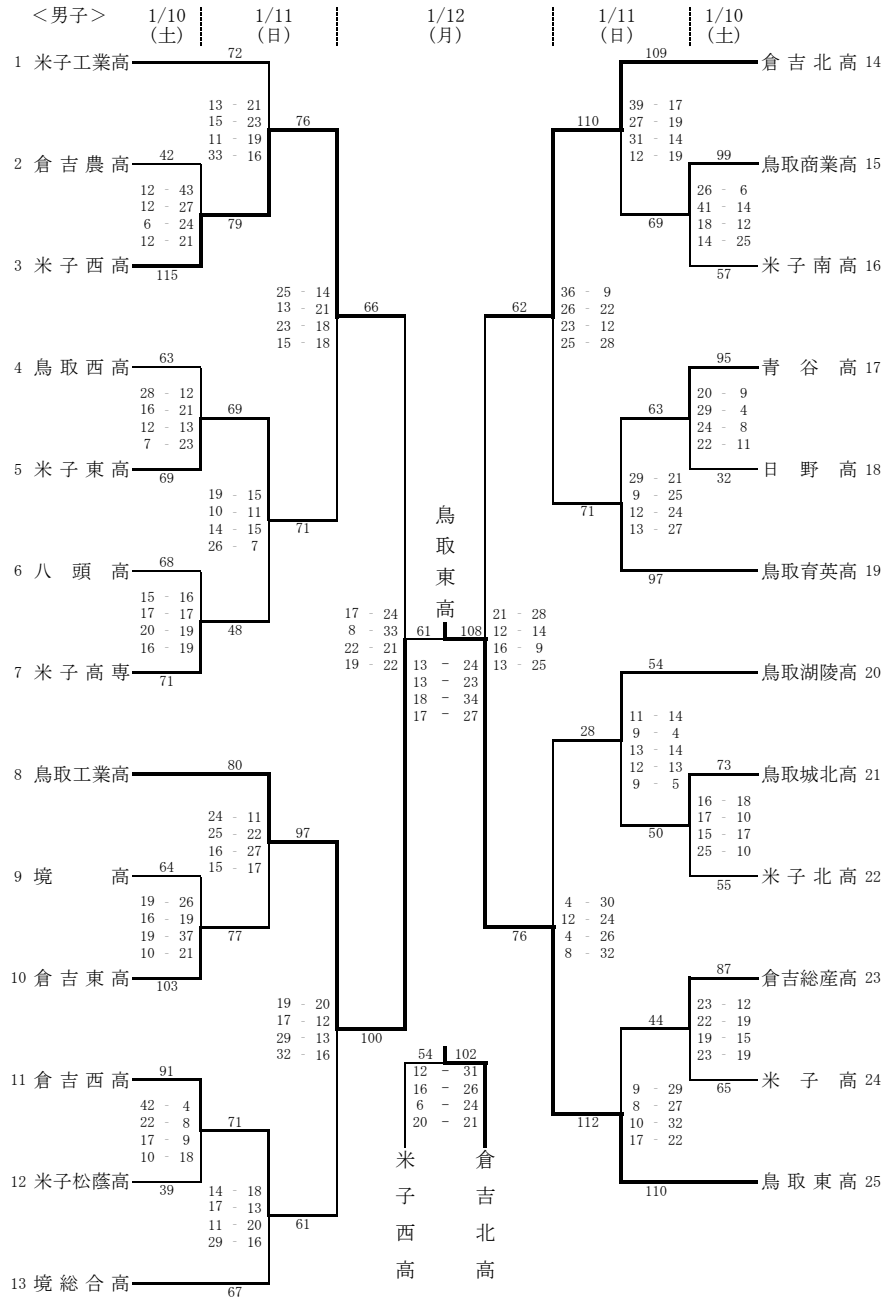 ＜男子＞ 1/10 1/11 1/12 1/11 1/10
(土) (日) (月) (日) (土)
1 米子工業高 72
13 - 21
15 - 23
11 - 19
33 - 16
76
2 倉吉農高 42
12 - 43
12 - 27
6 - 24
12 - 21
79
3 米子西高 115
25 - 14
13 - 21
23 - 18
15 - 18
66
4 鳥取西高 63
28 - 12
16 - 21
12 - 13
7 - 23
69
5 米子東高 69
19 - 15
10 - 11
14 - 15
26 - 7
71
6 八頭高 68
15 - 16
17 - 17
20 - 19
16 - 19
48
7 米子高専 71
17 - 24
8 - 33
22 - 21
19 - 22
8 鳥取工業高 80
24 - 11
25 - 22
16 - 27
15 - 17
97
9 境高 64
19 - 26
16 - 19
19 - 37
10 - 21
77
10 倉吉東高 103
19 - 20
17 - 12
29 - 13
32 - 16
100
11 倉吉西高 91
42 - 4
22 - 8
17 - 9
10 - 18
71
12 米子松蔭高 39
14 - 18
17 - 13
11 - 20
29 - 16
61
13 境総合高 67
鳥取東高
61 108
13 - 24
13 - 23
18 - 34
17 - 27
54 102
12 - 31
16 - 26
6 - 24
20 - 21
米子西高
倉吉北高
109 倉吉北高 14
110
39 - 17
27 - 19
31 - 14
12 - 19
99 鳥取商業高 15
26 - 6
41 - 14
18 - 12
14 - 25
69
57 米子南高 16
62
36 - 9
26 - 22
23 - 12
25 - 28
95 青谷高 17
20 - 9
29 - 4
24 - 8
22 - 11
63
32 日野高 18
29 - 21
9 - 25
12 - 24
13 - 27
71
97 鳥取育英高 19
21 - 28
12 - 14
16 - 9
13 - 25
54 鳥取湖陵高 20
28
11 - 14
9 - 4
13 - 14
12 - 13
9 - 5
73 鳥取城北高 21
16 - 18
17 - 10
15 - 17
25 - 10
50
55 米子北高 22
76
4 - 30
12 - 24
4 - 26
8 - 32
87 倉吉総産高 23
23 - 12
22 - 19
19 - 15
23 - 19
44
65 米子高 24
9 - 29
8 - 27
10 - 32
17 - 22
112
110 鳥取東高 25